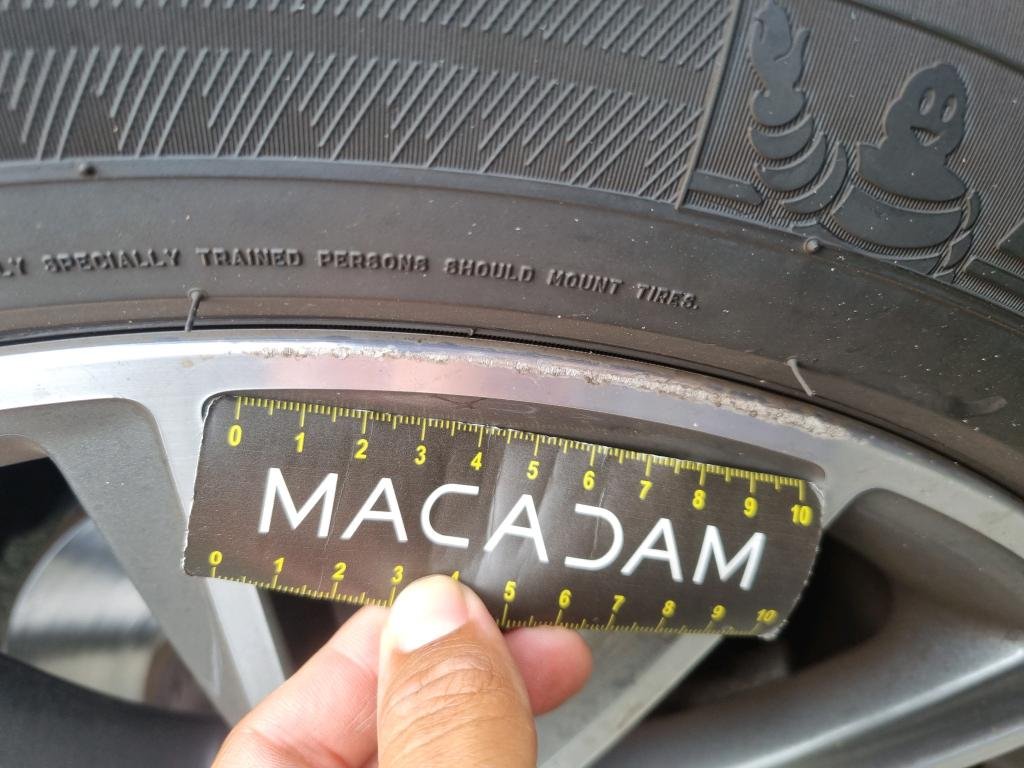 LY SPECIALLY TRAINED PERSONS SHOULD MOUNT TIRES.
0 1 2 3 4 5 6 7 8 9 10
MACADAM
0 1 2 3 4 5 6 7 8 9 10